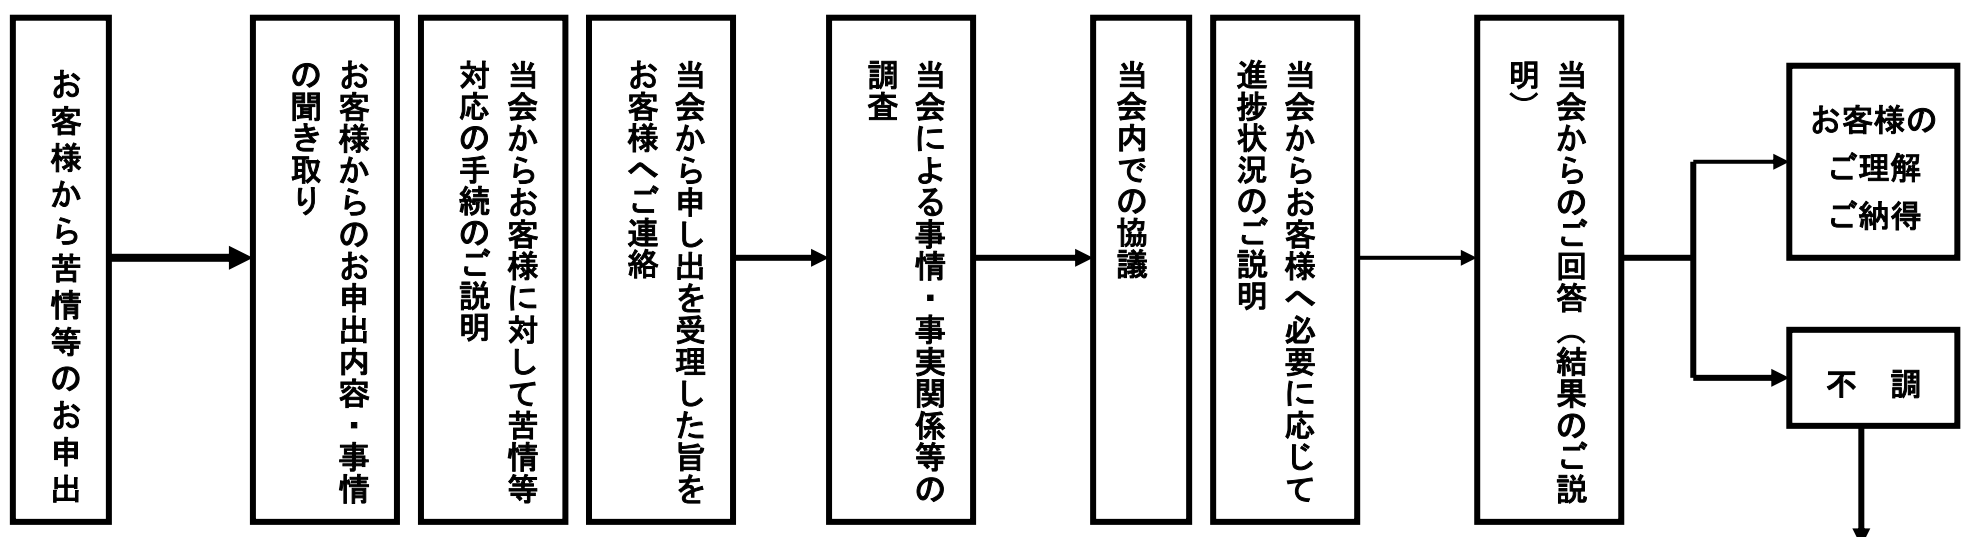 お客様から苦情等のお申出
お客様からのお申出内容・事情
の聞き取り
当会からお客様に対して苦情等
対応の手続のご説明
当会から申し出を受理した旨を
お客様へご連絡
当会による事情・事実関係等の
調査
当会内での協議
当会からお客様へ必要に応じて
進捗状況のご説明
当会からのご回答（結果のご説
明）
お客様の
ご理解
ご納得
不　調